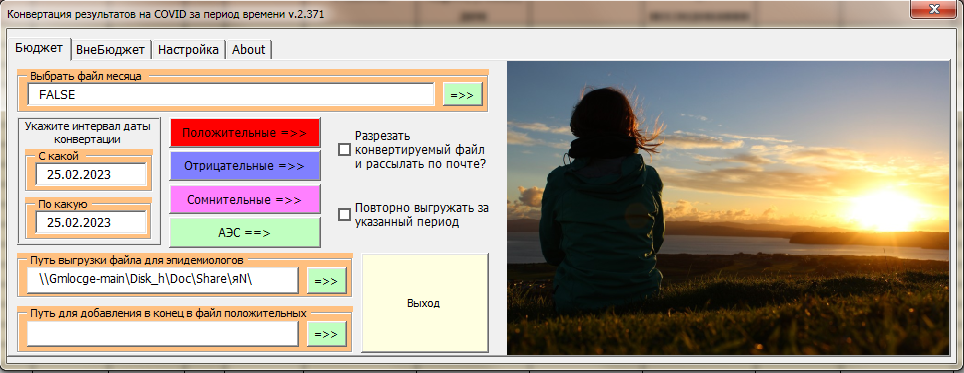 Конвертация результатов на COVID за период времени v.2.371
Бюджет
ВнеБюджет
Настройка
About
Выбрать файл месяца
FALSE
=>>
Укажите интервал даты
конвертации
С какой
25.02.2023
По какую
25.02.2023
Положительные =>>
Отрицательные =>>
Сомнительные =>>
АЭС ==>
Разрезать
конвертируемый файл
и рассылать по почте?
Повторно выгружать за
указанный период
Путь выгрузки файла для эпидемиологов
\\Gmlocge-main\Disk_h\Doc\Share\яN\
=>>
Путь для добавления в конец в файл положительных
=>>
Выход